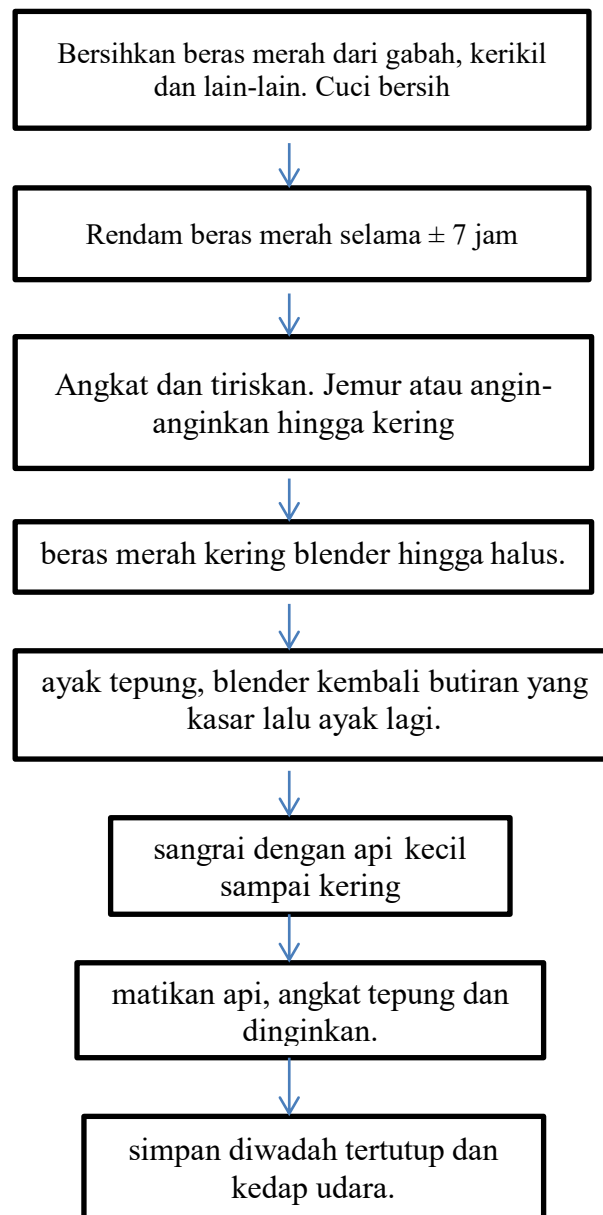 Bersihkan beras merah dari gabah, kerikil
dan lain-lain. Cuci bersih
Rendam beras merah selama ± 7 jam
Angkat dan tiriskan. Jemur atau angin-
anginkan hingga kering
beras merah kering blender hingga halus.
ayak tepung, blender kembali butiran yang
kasar lalu ayak lagi.
sangrai dengan api kecil
sampai kering
matikan api, angkat tepung dan
dinginkan.
simpan diwadah tertutup dan
kedap udara.